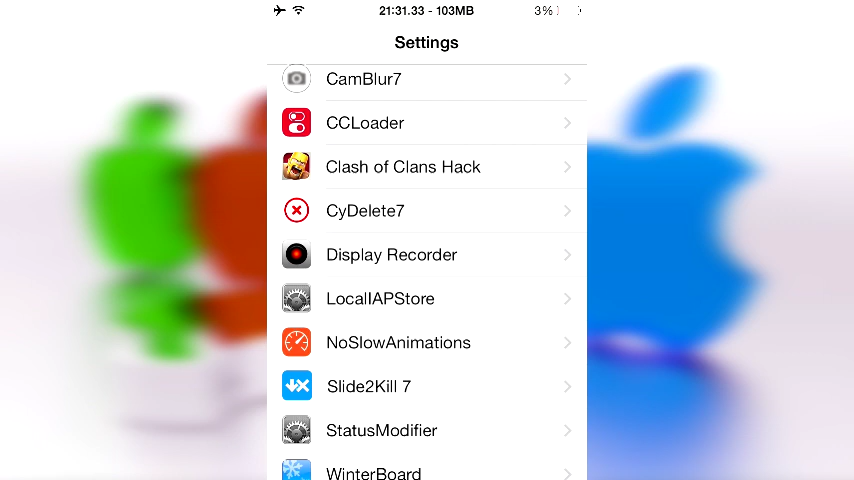 21:31.33 - 103MB
3%
Settings
CamBlur7
CCLoader
Clash of Clans Hack
CyDelete7
Display Recorder
LocalIAPStore
NoSlowAnimations
Slide2Kill 7
StatusModifier
WinterBoard